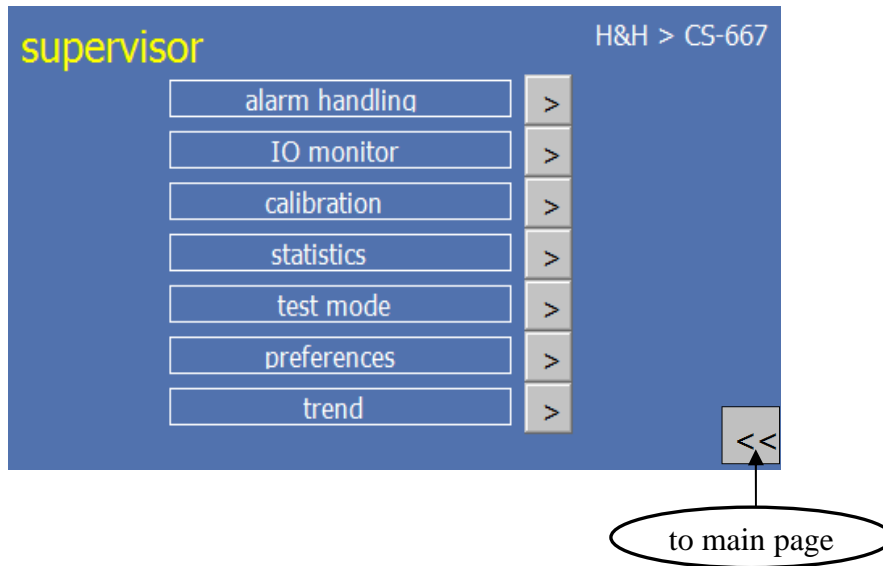 supervisor
H&H > CS-667
alarm handling >
IO monitor >
calibration >
statistics >
test mode >
preferences >
trend >
<<
to main page